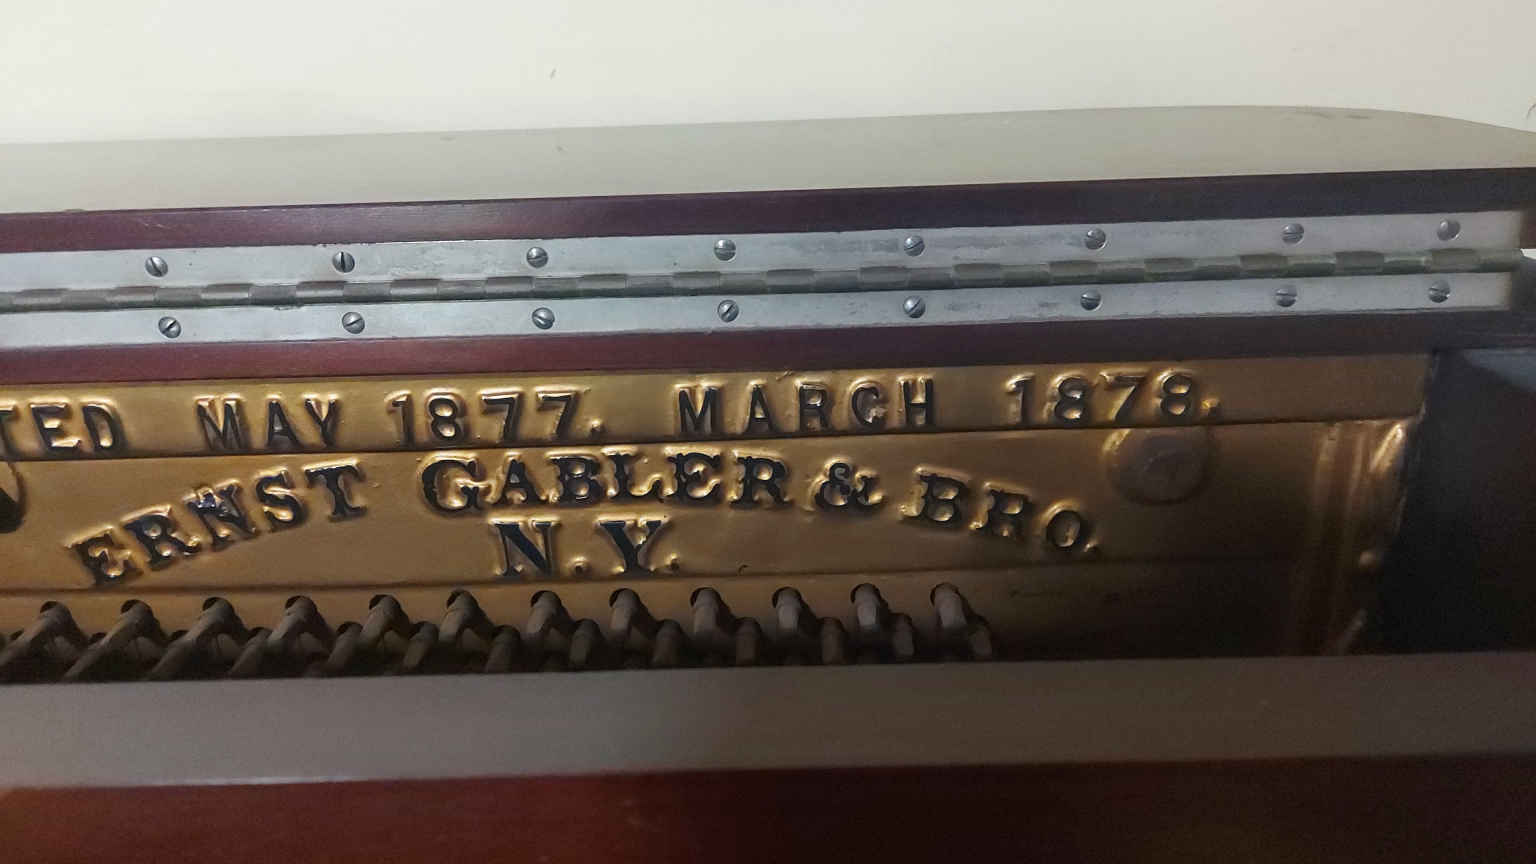 TED MAY 1877. MARCH 1878.
ERNST GABLER & BRO.
N.Y.